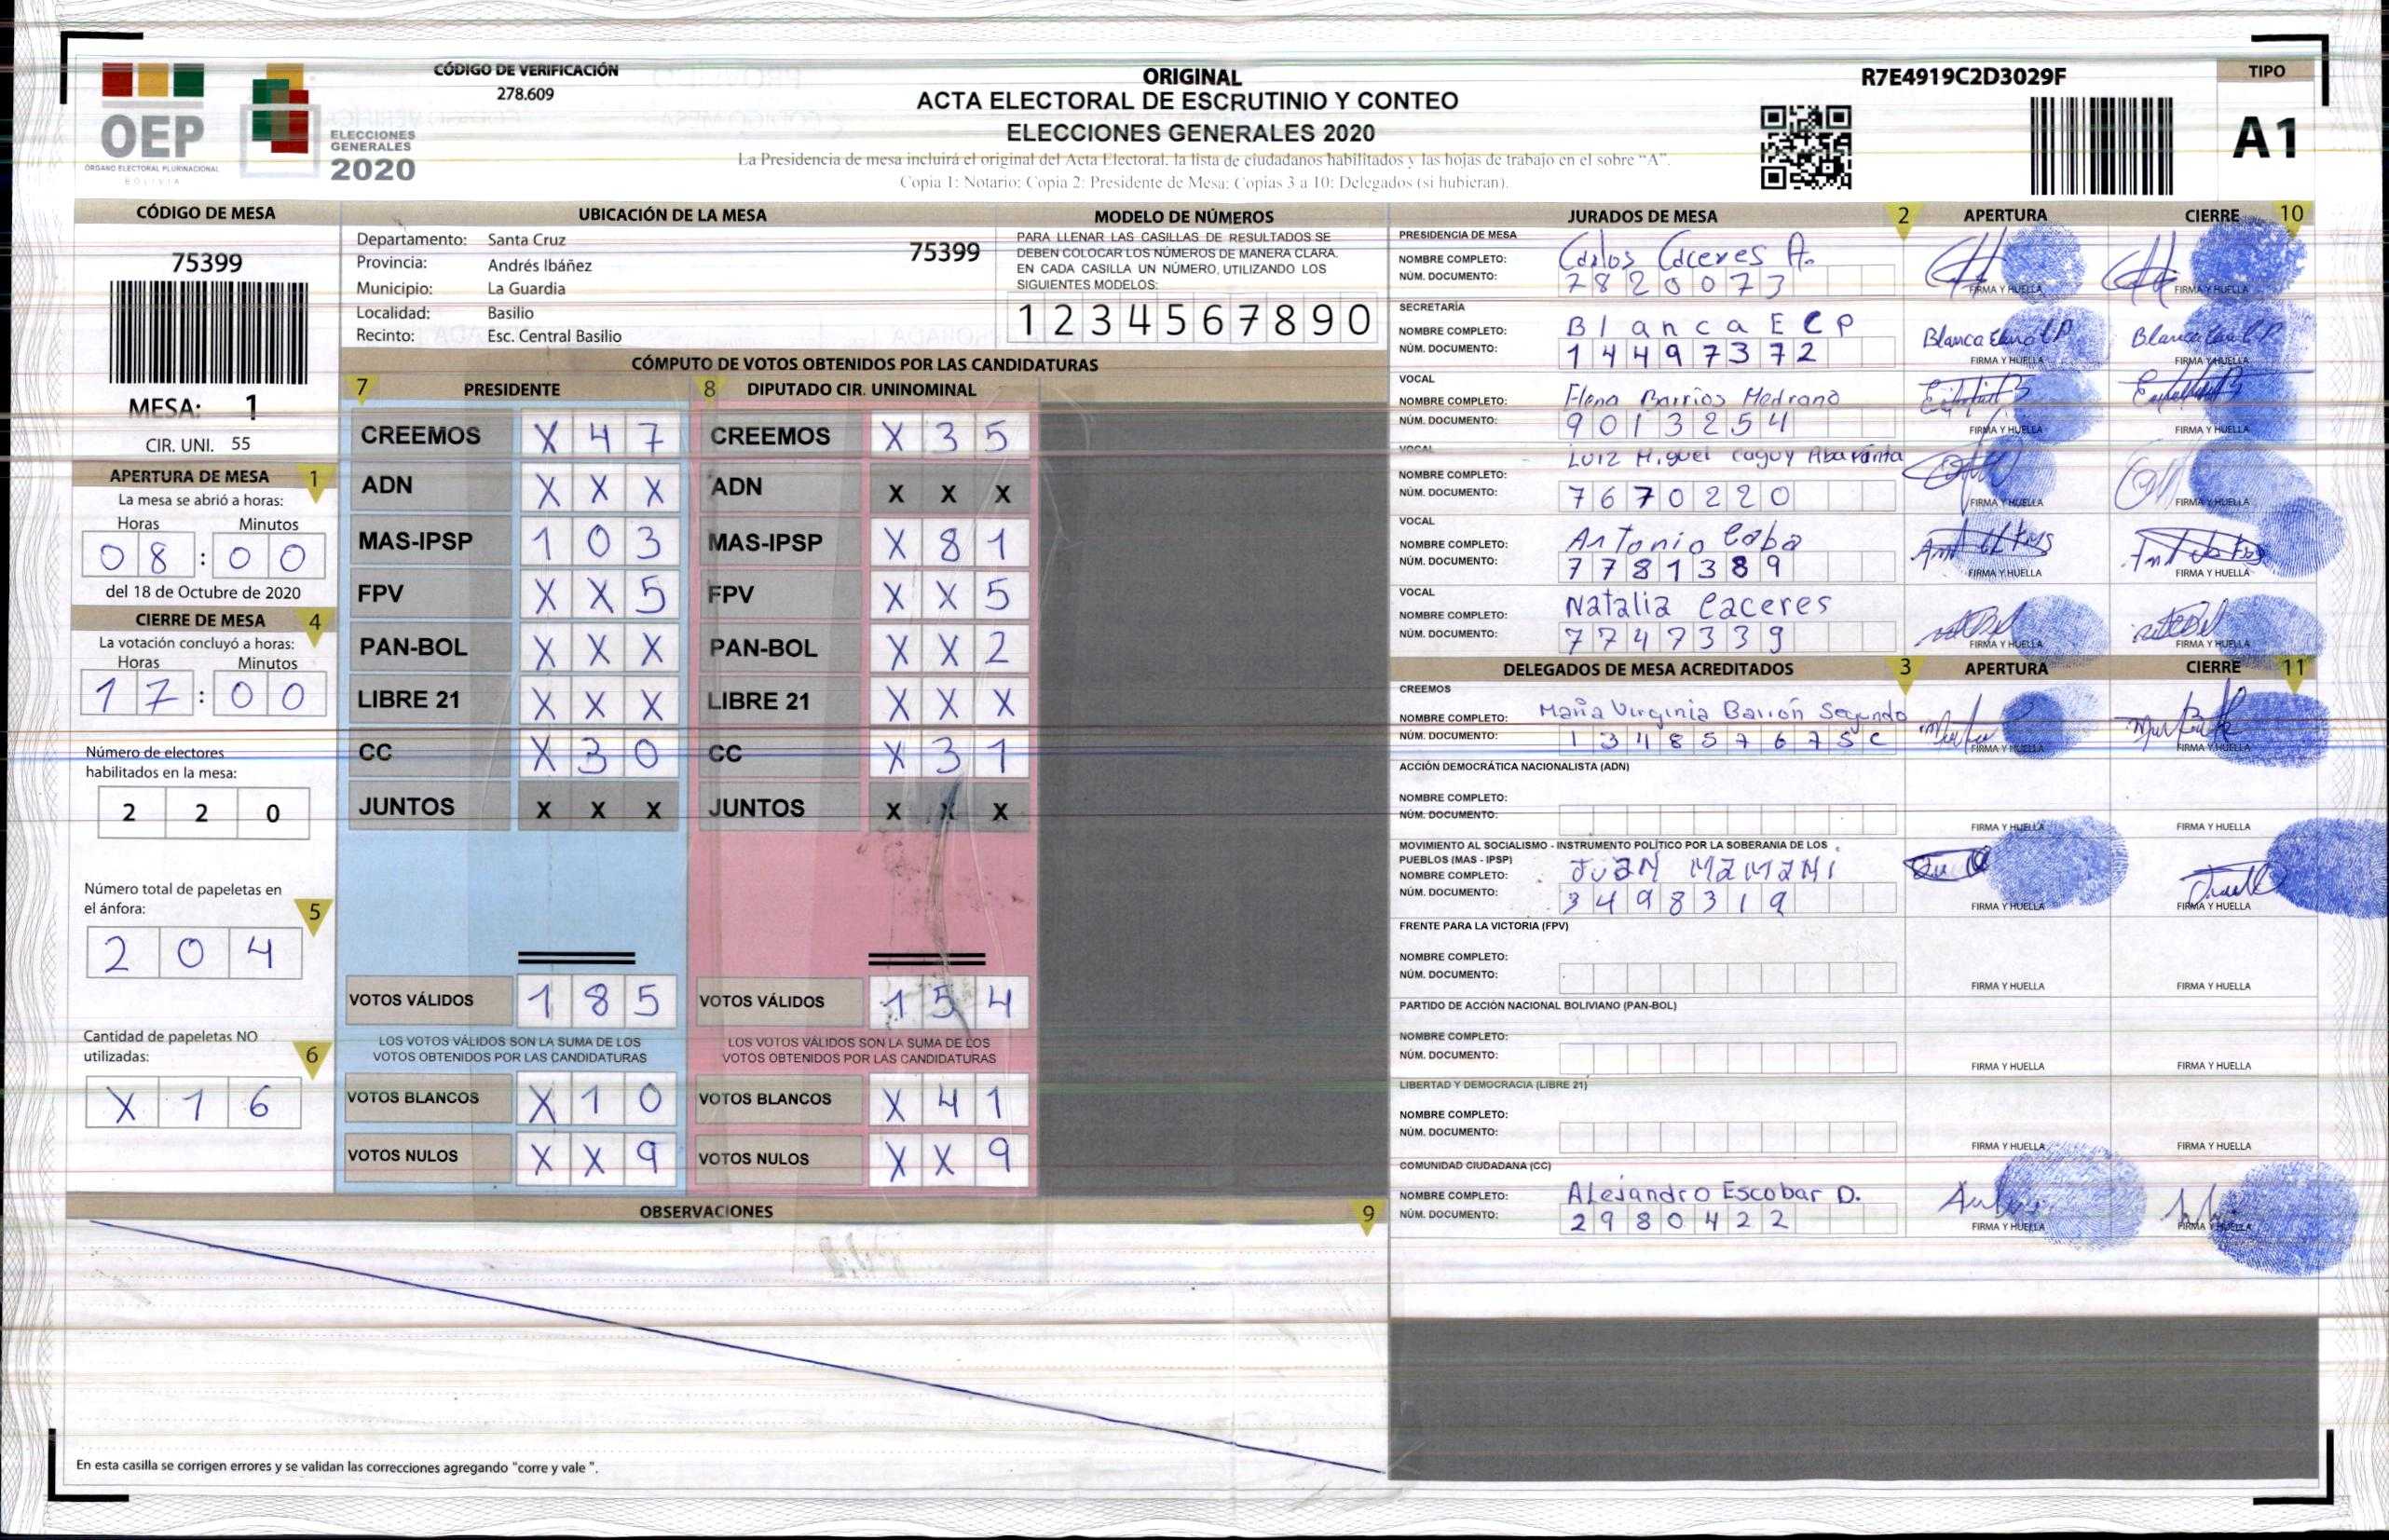 CÓDIGO DE VERIFICACIÓN
278.609
OEP
ÓRGANO ELECTORAL PLURINACIONAL
BOLIVIA
ELECCIONES
GENERALES
2020
ORIGINAL
ACTA ELECTORAL DE ESCRUTINIO Y CONTEO
ELECCIONES GENERALES 2020
La Presidencia de mesa incluirá el original del Acta Electoral, la lista de ciudadanos habilitados y las hojas de trabajo en el sobre "A".
Copia 1: Notario; Copia 2: Presidente de Mesa; Copias 3 a 10: Delegados (si hubieran).
R7E4919C2D3029F
TIPO
A1
CÓDIGO DE MESA
75399
MESA: 1
CIR. UNI. 55
APERTURA DE MESA 1
La mesa se abrió a horas:
Horas Minutos
08:00
del 18 de Octubre de 2020
CIERRE DE MESA 4
La votación concluyó a horas:
Horas Minutos
17:00
Número de electores
habilitados en la mesa:
2 2 0
Número total de papeletas en
el ánfora: 5
2 0 4
Cantidad de papeletas NO
utilizadas: 6
X 1 6
UBICACIÓN DE LA MESA
Departamento: Santa Cruz 75399
Provincia: Andrés Ibáñez
Municipio: La Guardia
Localidad: Basilio
Recinto: Esc. Central Basilio
MODELO DE NÚMEROS
PARA LLENAR LAS CASILLAS DE RESULTADOS SE
DEBEN COLOCAR LOS NÚMEROS DE MANERA CLARA.
EN CADA CASILLA UN NÚMERO, UTILIZANDO LOS
SIGUIENTES MODELOS:
1 2 3 4 5 6 7 8 9 0
CÓMPUTO DE VOTOS OBTENIDOS POR LAS CANDIDATURAS
7 PRESIDENTE 8 DIPUTADO CIR. UNINOMINAL
CREEMOS X 4 7 CREEMOS X 3 5
ADN X X X ADN X X X
MAS-IPSP 1 0 3 MAS-IPSP X 8 1
FPV X X 5 FPV X X 5
PAN-BOL X X X PAN-BOL X X 2
LIBRE 21 X X X LIBRE 21 X X X
CC X 3 0 CC X 3 1
JUNTOS X X X JUNTOS X X X
VOTOS VÁLIDOS 1 8 5 VOTOS VÁLIDOS 1 5 4
LOS VOTOS VÁLIDOS SON LA SUMA DE LOS LOS VOTOS VÁLIDOS SON LA SUMA DE LOS
VOTOS OBTENIDOS POR LAS CANDIDATURAS VOTOS OBTENIDOS POR LAS CANDIDATURAS
VOTOS BLANCOS X 1 0 VOTOS BLANCOS X 4 1
VOTOS NULOS X X 9 VOTOS NULOS X X 9
OBSERVACIONES 9
En esta casilla se corrigen errores y se validan las correcciones agregando "corre y vale ".
JURADOS DE MESA 2 APERTURA CIERRE 10
PRESIDENCIA DE MESA
NOMBRE COMPLETO: Carlos Caceres A.
NÚM. DOCUMENTO: 7820073 FIRMA Y HUELLA FIRMA Y HUELLA
SECRETARÍA
NOMBRE COMPLETO: Blanca E C P
NÚM. DOCUMENTO: 14497372 FIRMA Y HUELLA FIRMA Y HUELLA
VOCAL
NOMBRE COMPLETO: Elena Barrios Medrano
NÚM. DOCUMENTO: 9013254 FIRMA Y HUELLA FIRMA Y HUELLA
VOCAL
NOMBRE COMPLETO: Luiz Miguel
NÚM. DOCUMENTO: 7670220 FIRMA Y HUELLA FIRMA Y HUELLA
VOCAL
NOMBRE COMPLETO: Antonio Coba
NÚM. DOCUMENTO: 7781389 FIRMA Y HUELLA FIRMA Y HUELLA
VOCAL
NOMBRE COMPLETO: Natalia Caceres
NÚM. DOCUMENTO: 7747339 FIRMA Y HUELLA FIRMA Y HUELLA
DELEGADOS DE MESA ACREDITADOS 3 APERTURA CIERRE 11
CREEMOS
NOMBRE COMPLETO: Maria Virginia Barrón Segundo
NÚM. DOCUMENTO: 134857675C FIRMA Y HUELLA FIRMA Y HUELLA
ACCIÓN DEMOCRÁTICA NACIONALISTA (ADN)
NOMBRE COMPLETO:
NÚM. DOCUMENTO: FIRMA Y HUELLA FIRMA Y HUELLA
MOVIMIENTO AL SOCIALISMO - INSTRUMENTO POLÍTICO POR LA SOBERANIA DE LOS
PUEBLOS (MAS - IPSP)
NOMBRE COMPLETO: JUAN MAMANI
NÚM. DOCUMENTO: 3498319 FIRMA Y HUELLA FIRMA Y HUELLA
FRENTE PARA LA VICTORIA (FPV)
NOMBRE COMPLETO:
NÚM. DOCUMENTO: FIRMA Y HUELLA FIRMA Y HUELLA
PARTIDO DE ACCIÓN NACIONAL BOLIVIANO (PAN-BOL)
NOMBRE COMPLETO:
NÚM. DOCUMENTO: FIRMA Y HUELLA FIRMA Y HUELLA
LIBERTAD Y DEMOCRACIA (LIBRE 21)
NOMBRE COMPLETO:
NÚM. DOCUMENTO: FIRMA Y HUELLA FIRMA Y HUELLA
COMUNIDAD CIUDADANA (CC)
NOMBRE COMPLETO: Alejandro Escobar D.
NÚM. DOCUMENTO: 2980422 FIRMA Y HUELLA FIRMA Y HUELLA